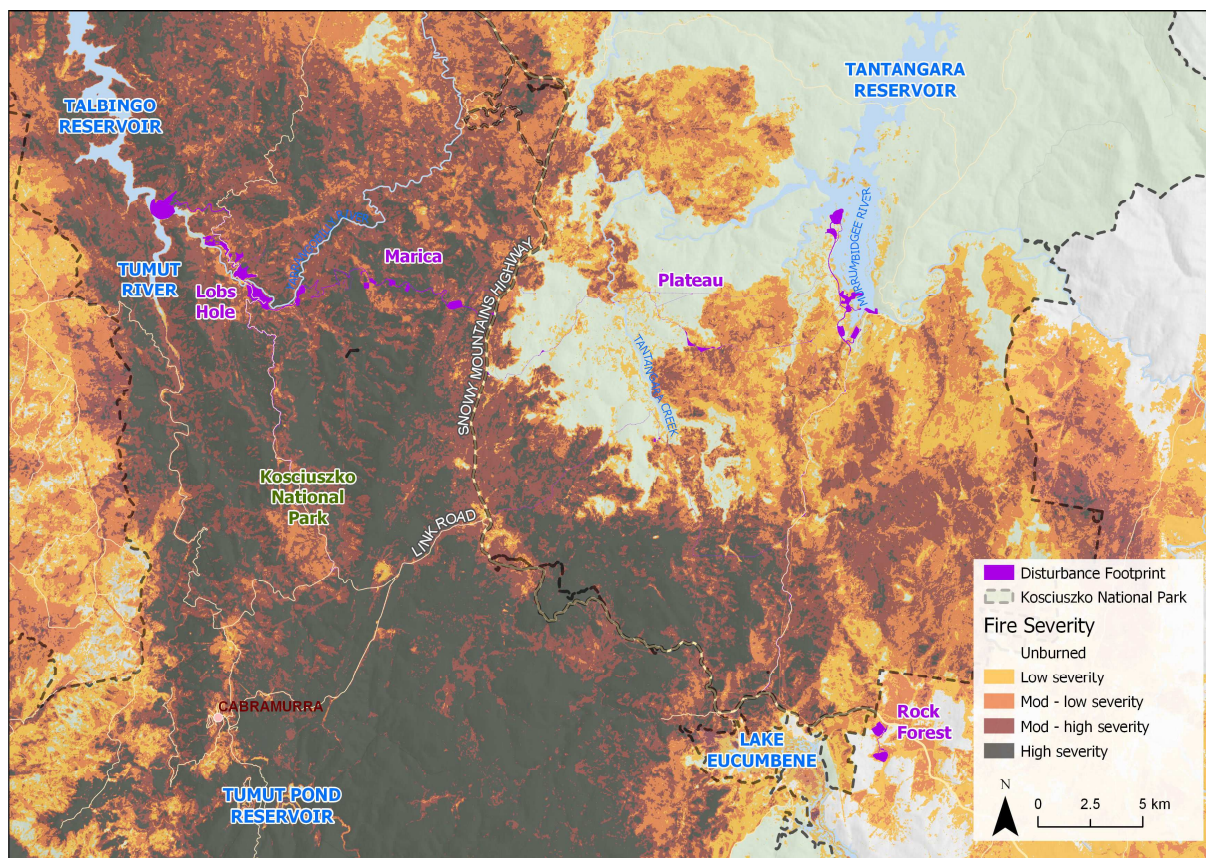 TALBINGO
RESERVOIR
TANTANGARA
RESERVOIR
TUMUT
RIVER
Lobs
Hole
Marica
SNOWY MOUNTAINS HIGHWAY
Plateau
MURRUMBIDGEE RIVER
TANTANGARA CREEK
Kosciuszko
National
Park
LINK ROAD
CABRAMURRA
TUMUT POND
RESERVOIR
LAKE
EUCUMBENE
Rock
Forest
Disturbance Footprint
Kosciuszko National Park
Fire Severity
Unburned
Low severity
Mod - low severity
Mod - high severity
High severity
N
0 2.5 5 km